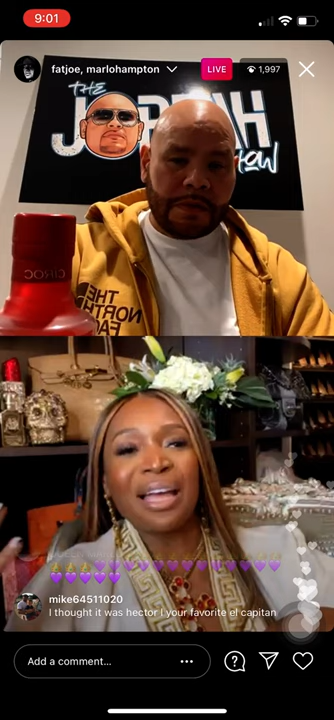 9:01
fatjoe, marlohampton
LIVE
1,997
THE
SHOW
CIROC
THE
NORTH
FA
mike64511020
I thought it was hector l your favorite el capitan
Add a comment...